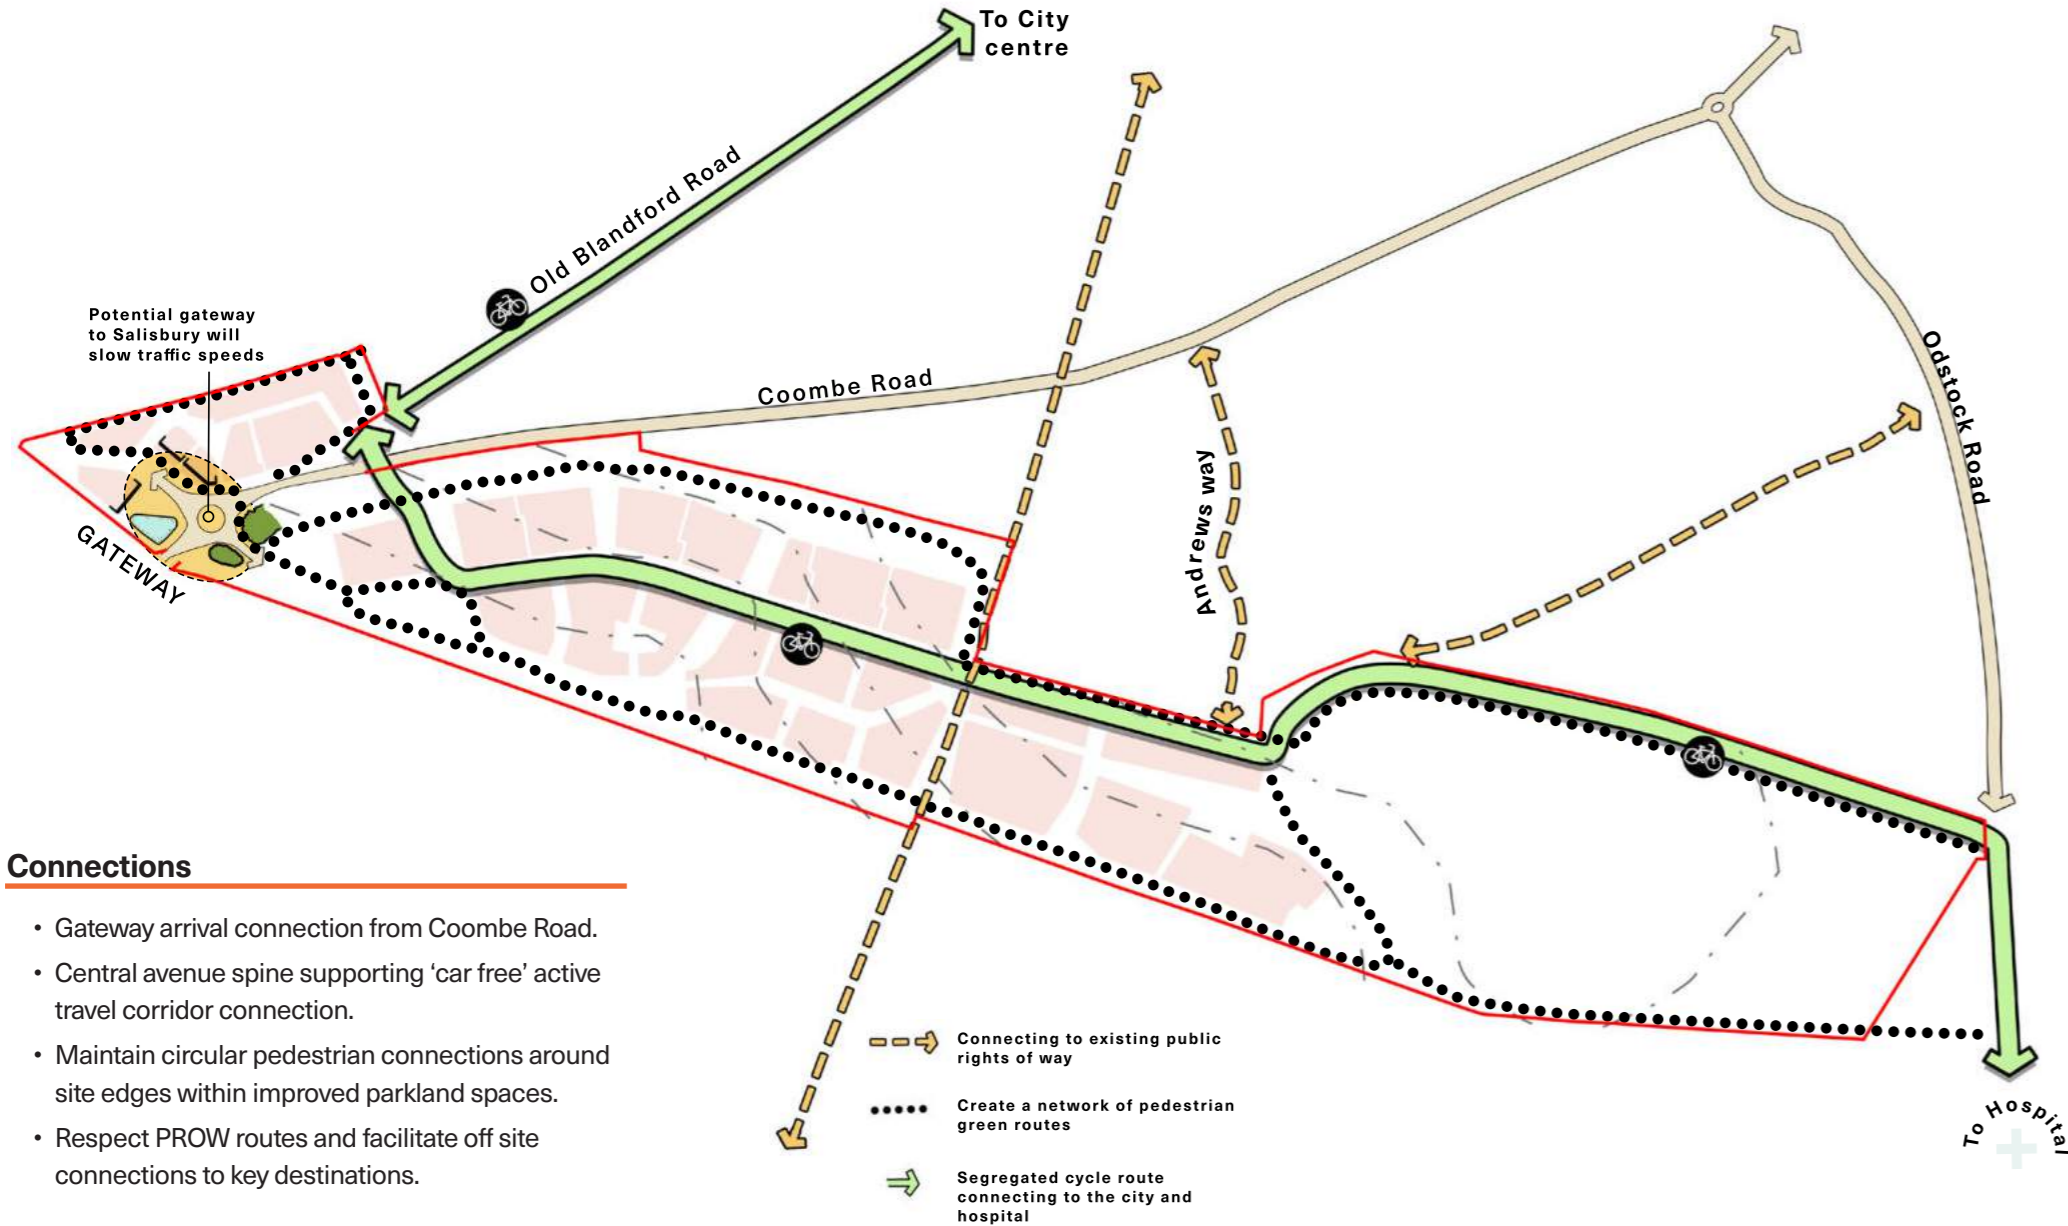 To City
centre
Old Blandford Road
Potential gateway
to Salisbury will
slow traffic speeds
Coombe Road
Odstock Road
Andrews way
GATEWAY
Connections
• Gateway arrival connection from Coombe Road.
• Central avenue spine supporting ‘car free’ active
travel corridor connection.
• Maintain circular pedestrian connections around
site edges within improved parkland spaces.
• Respect PROW routes and facilitate off site
connections to key destinations.
Connecting to existing public
rights of way
Create a network of pedestrian
green routes
Segregated cycle route
connecting to the city and
hospital
To Hospital